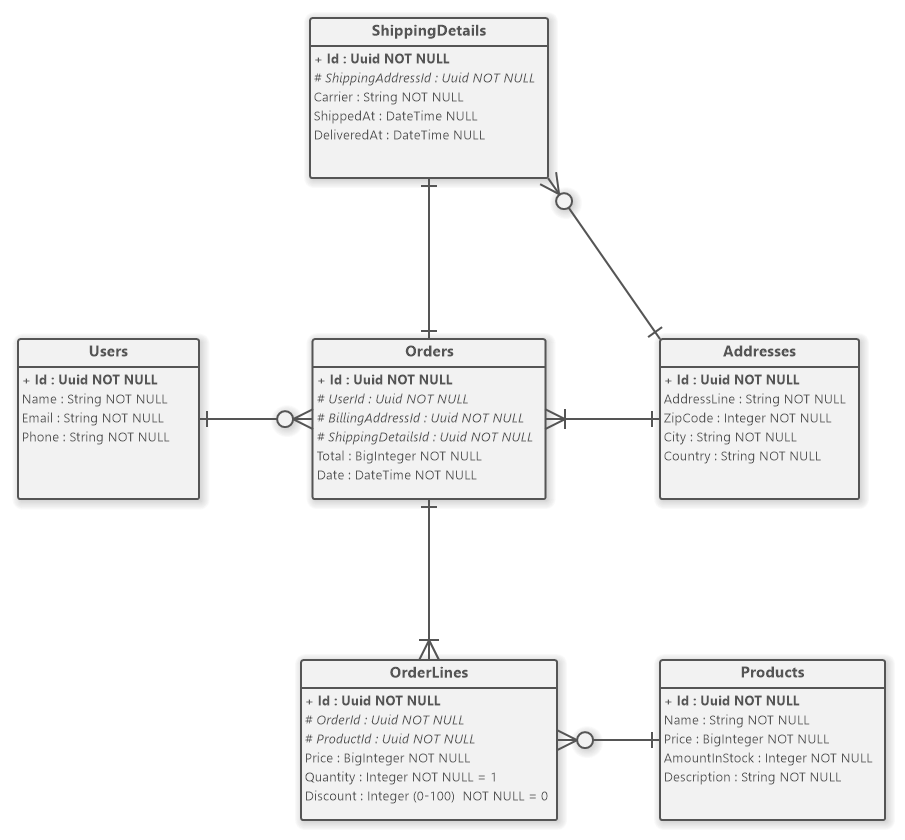 ShippingDetails
+ Id : Uuid NOT NULL
# ShippingAddressId : Uuid NOT NULL
Carrier : String NOT NULL
ShippedAt : DateTime NULL
DeliveredAt : DateTime NULL
Users
+ Id : Uuid NOT NULL
Name : String NOT NULL
Email : String NOT NULL
Phone : String NOT NULL
Orders
+ Id : Uuid NOT NULL
# UserId : Uuid NOT NULL
# BillingAddressId : Uuid NOT NULL
# ShippingDetailsId : Uuid NOT NULL
Total : BigInteger NOT NULL
Date : DateTime NOT NULL
Addresses
+ Id : Uuid NOT NULL
AddressLine : String NOT NULL
ZipCode : Integer NOT NULL
City : String NOT NULL
Country : String NOT NULL
OrderLines
+ Id : Uuid NOT NULL
# OrderId : Uuid NOT NULL
# ProductId : Uuid NOT NULL
Price : BigInteger NOT NULL
Quantity : Integer NOT NULL = 1
Discount : Integer (0-100)  NOT NULL = 0
Products
+ Id : Uuid NOT NULL
Name : String NOT NULL
Price : BigInteger NOT NULL
AmountInStock : Integer NOT NULL
Description : String NOT NULL